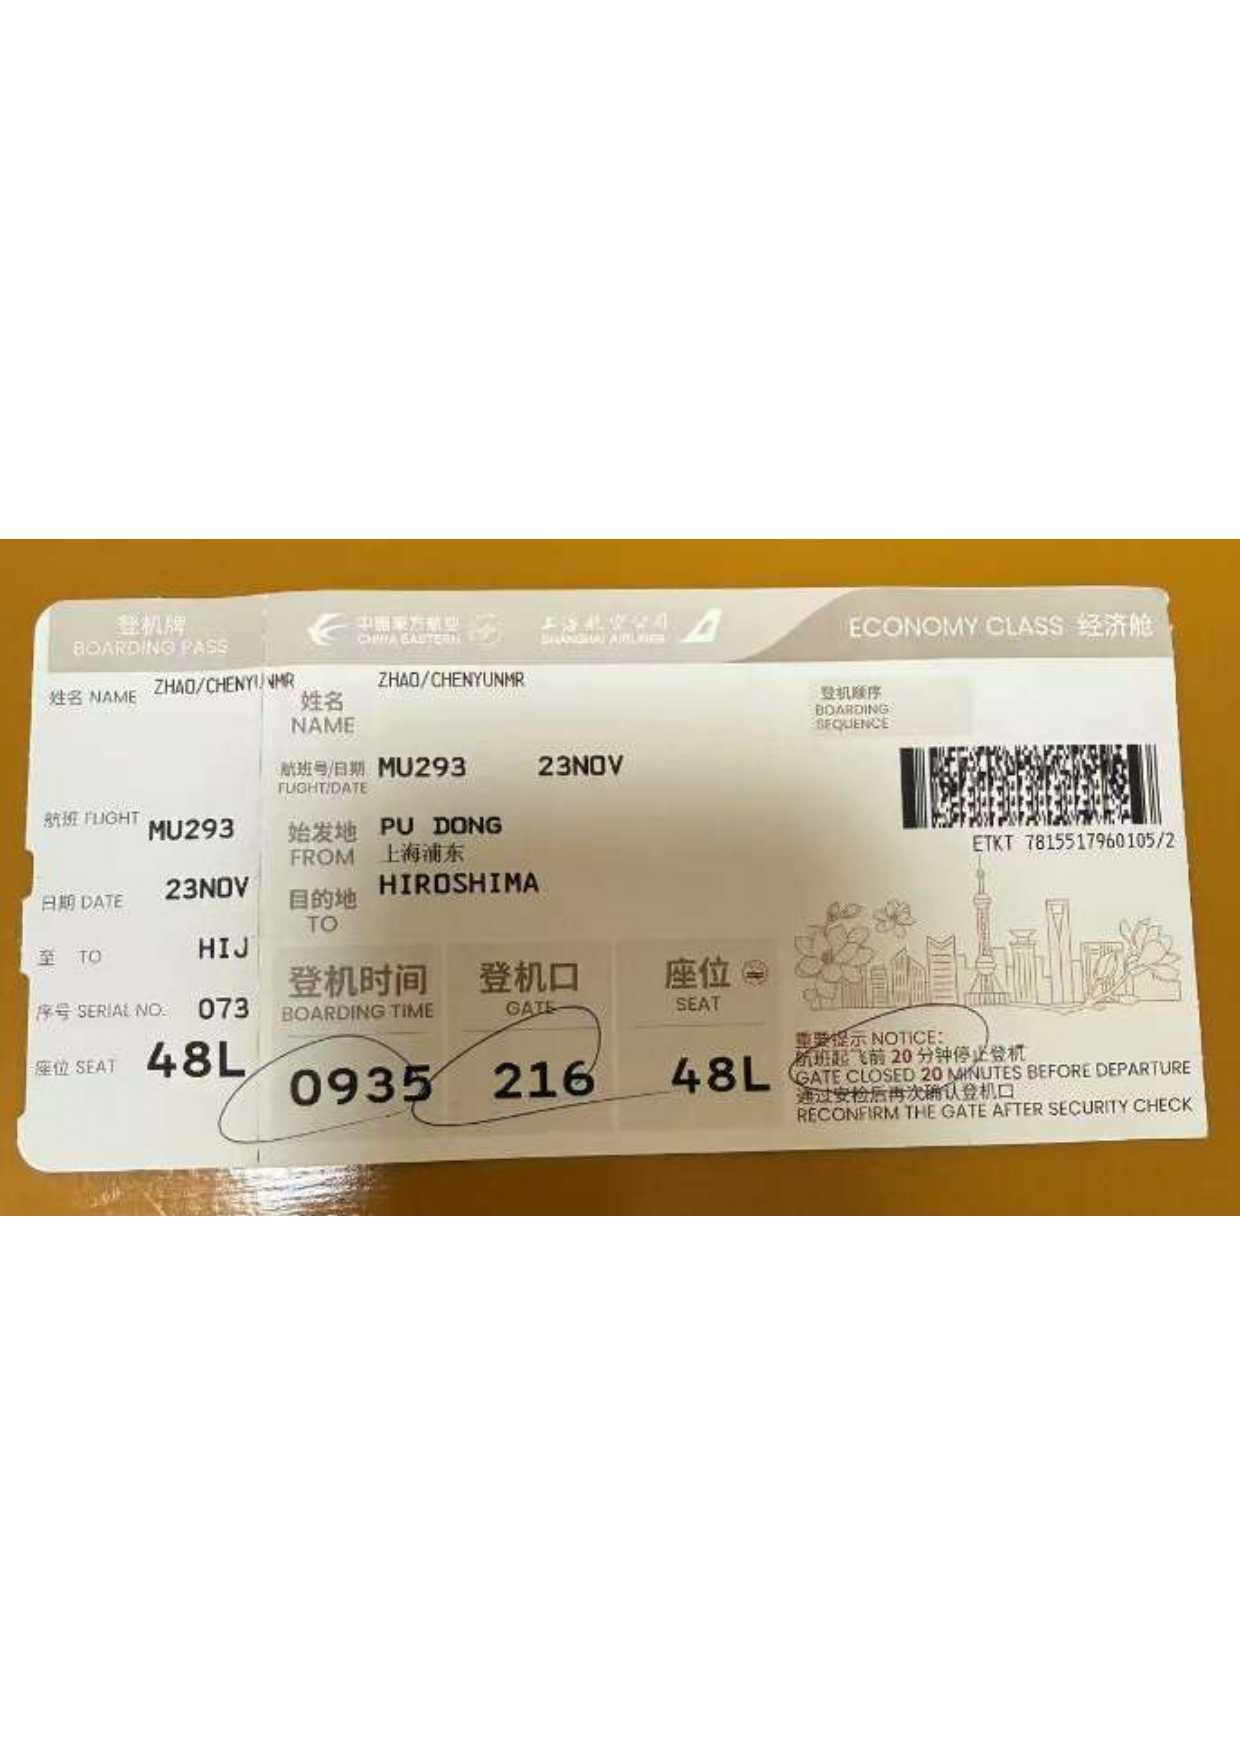 登机牌
BOARDING PASS
姓名 NAME ZHAO/CHENYUNMR
航班 FLIGHT MU293
日期 DATE 23NOV
至 TO HIJ
序号 SERIAL NO. 073
座位 SEAT 48L
中國東方航空
CHINA EASTERN
上海航空公司
SHANGHAI AIRLINES
ECONOMY CLASS 经济舱
姓名
NAME
ZHAO/CHENYUNMR
登机顺序
BOARDING
SEQUENCE
航班号/日期 MU293 23NOV
FLIGHT/DATE
始发地 PU DONG
FROM 上海浦东
目的地 HIROSHIMA
TO
ETKT 7815517960105/2
登机时间
BOARDING TIME
0935
登机口
GATE
216
座位
SEAT
48L
重要提示 NOTICE:
航班起飞前 20 分钟停止登机
GATE CLOSED 20 MINUTES BEFORE DEPARTURE
通过安检后再次确认登机口
RECONFIRM THE GATE AFTER SECURITY CHECK